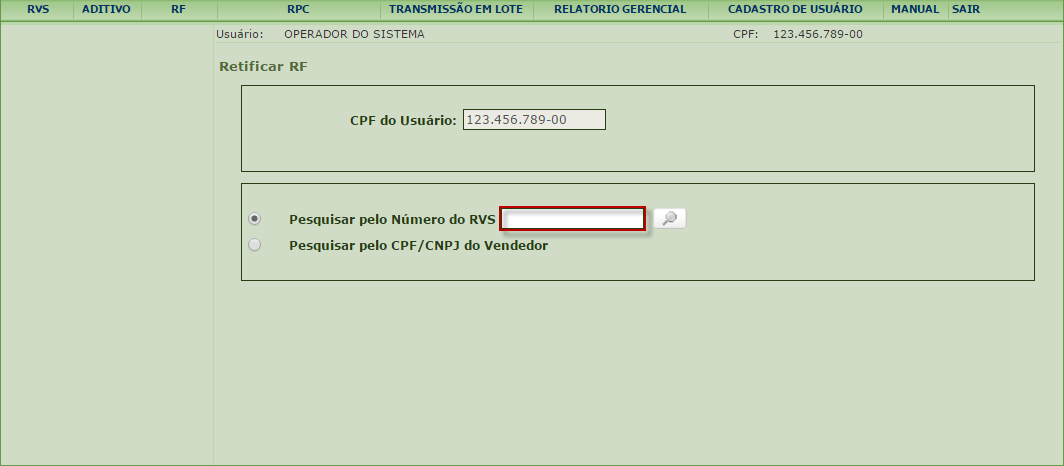 RVS ADITIVO RF RPC TRANSMISSÃO EM LOTE RELATORIO GERENCIAL CADASTRO DE USUÁRIO MANUAL SAIR
Usuário: OPERADOR DO SISTEMA CPF: 123.456.789-00
Retificar RF
CPF do Usuário: 123.456.789-00
Pesquisar pelo Número do RVS
Pesquisar pelo CPF/CNPJ do Vendedor